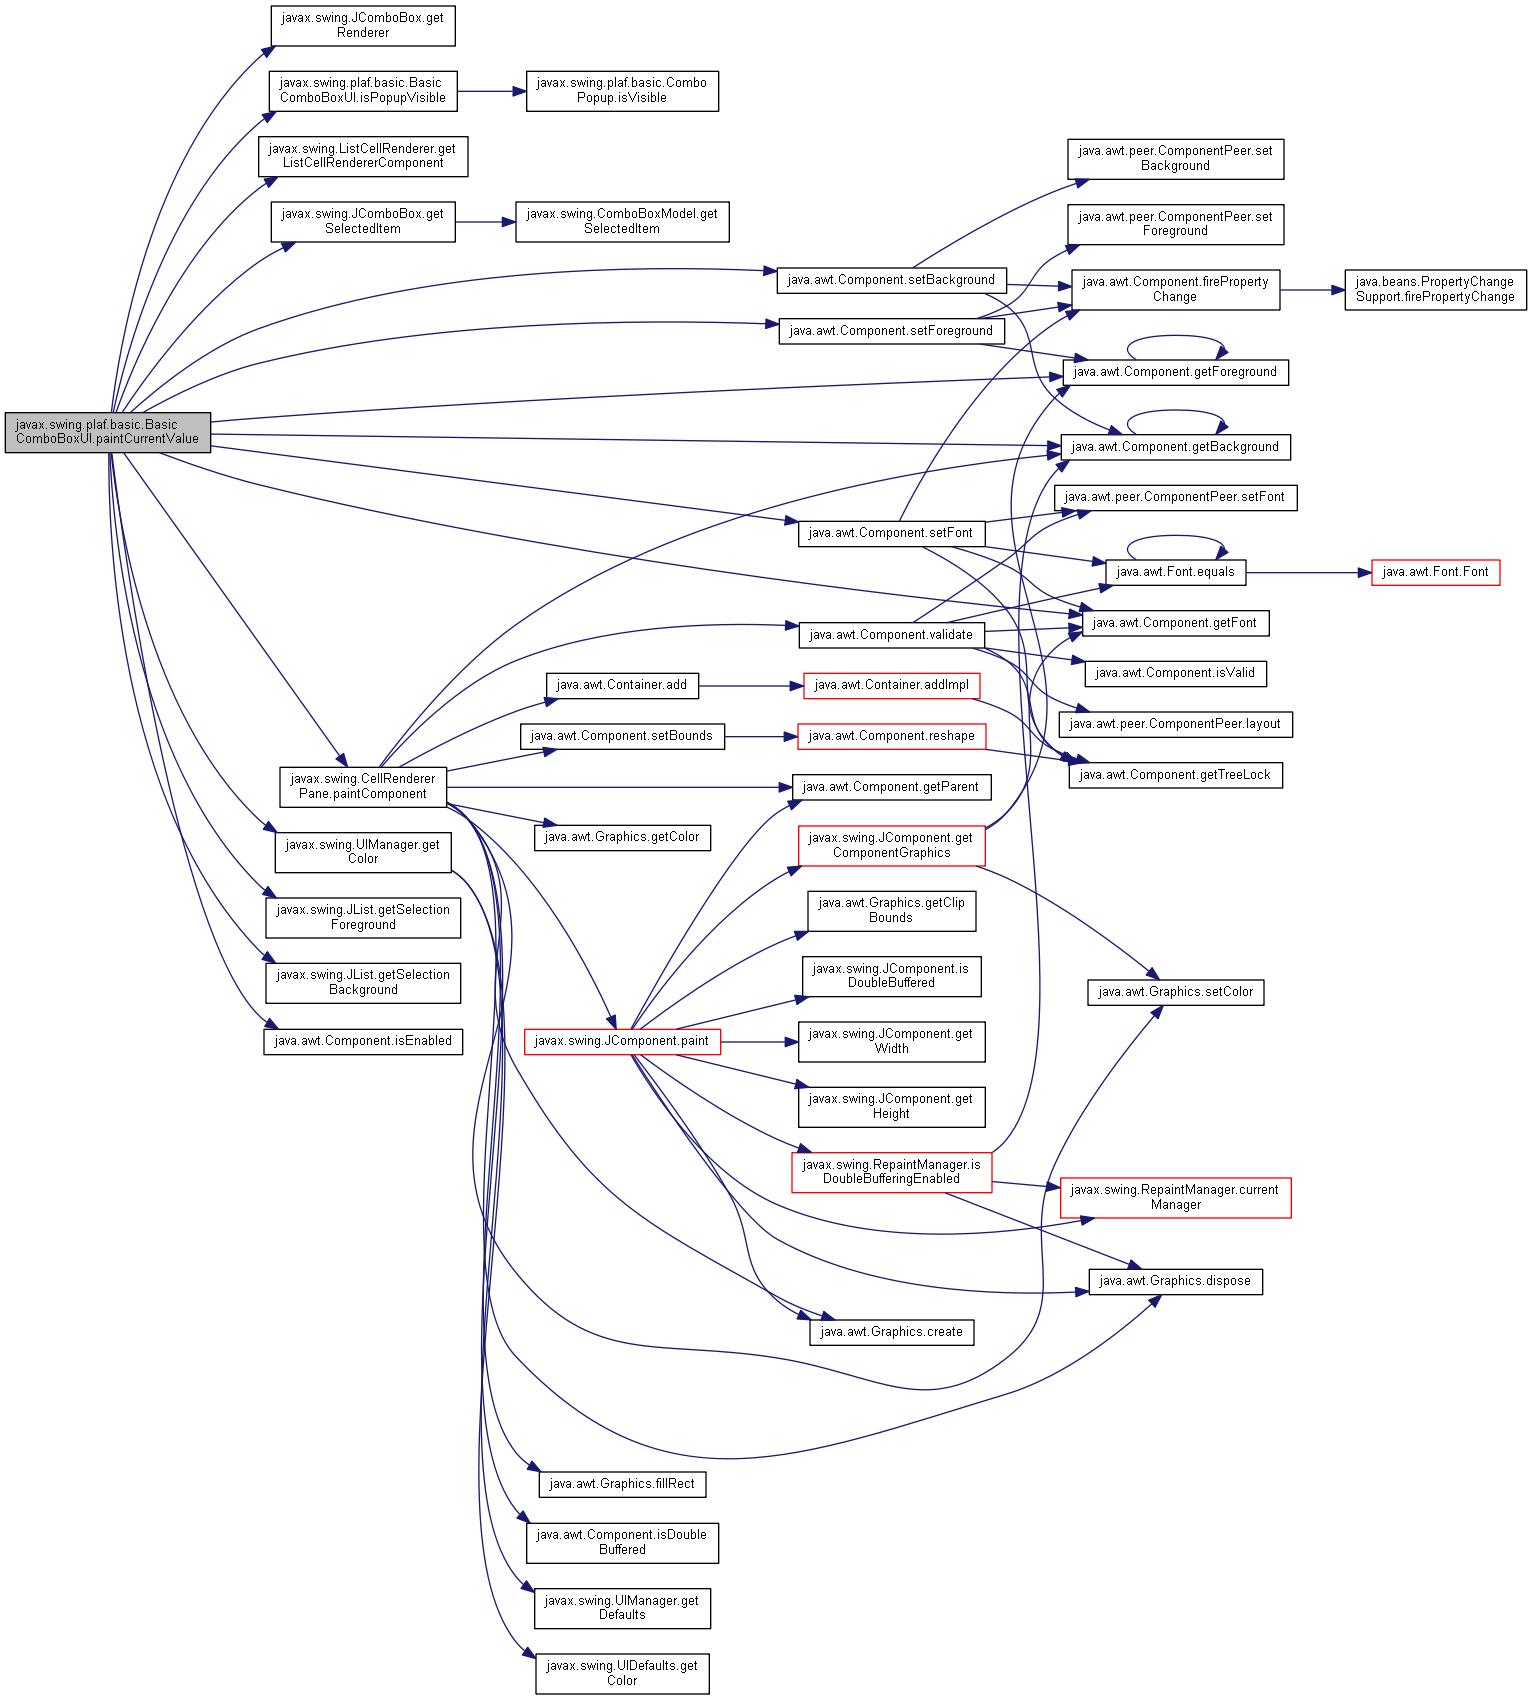 javax.swing.plaf.basic.Basic
ComboBoxUI.paintCurrentValue
javax.swing.JComboBox.get
Renderer
javax.swing.plaf.basic.Basic
ComboBoxUI.isPopupVisible
javax.swing.plaf.basic.Combo
Popup.isVisible
javax.swing.ListCellRenderer.get
ListCellRendererComponent
javax.swing.JComboBox.get
SelectedItem
javax.swing.ComboBoxModel.get
SelectedItem
java.awt.Component.setBackground
java.awt.peer.ComponentPeer.set
Background
java.awt.peer.ComponentPeer.set
Foreground
java.awt.Component.fireProperty
Change
java.beans.PropertyChange
Support.firePropertyChange
java.awt.Component.setForeground
java.awt.Component.getForeground
java.awt.Component.getBackground
java.awt.peer.ComponentPeer.setFont
java.awt.Component.setFont
java.awt.Font.equals
java.awt.Font.Font
java.awt.Component.getFont
java.awt.Component.validate
java.awt.Component.isValid
java.awt.Container.add
java.awt.Container.addImpl
java.awt.peer.ComponentPeer.layout
java.awt.Component.setBounds
java.awt.Component.reshape
java.awt.Component.getTreeLock
javax.swing.CellRenderer
Pane.paintComponent
java.awt.Component.getParent
java.awt.Graphics.getColor
javax.swing.JComponent.get
ComponentGraphics
javax.swing.UIManager.get
Color
javax.swing.JList.getSelection
Foreground
java.awt.Graphics.getClip
Bounds
javax.swing.JList.getSelection
Background
javax.swing.JComponent.is
DoubleBuffered
java.awt.Graphics.setColor
java.awt.Component.isEnabled
javax.swing.JComponent.paint
javax.swing.JComponent.get
Width
javax.swing.JComponent.get
Height
javax.swing.RepaintManager.is
DoubleBufferingEnabled
javax.swing.RepaintManager.current
Manager
java.awt.Graphics.dispose
java.awt.Graphics.create
java.awt.Graphics.fillRect
java.awt.Component.isDouble
Buffered
javax.swing.UIManager.get
Defaults
javax.swing.UIDefaults.get
Color